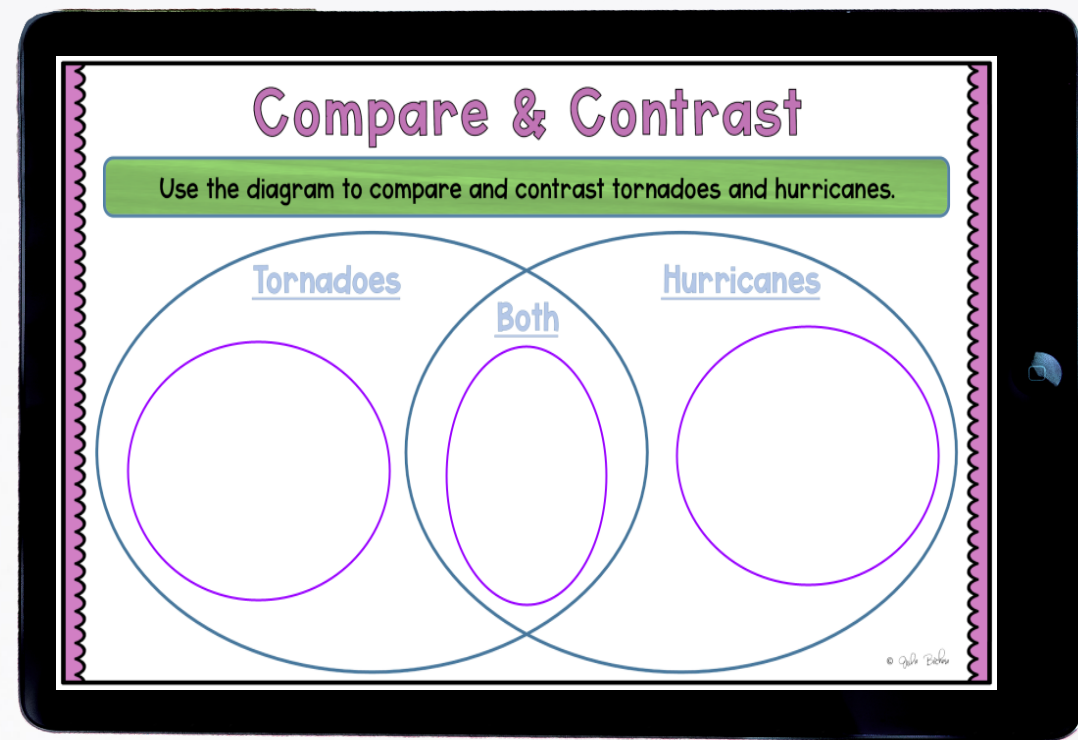 Compare & Contrast
Use the diagram to compare and contrast tornadoes and hurricanes.
Tornadoes
Hurricanes
Both
©